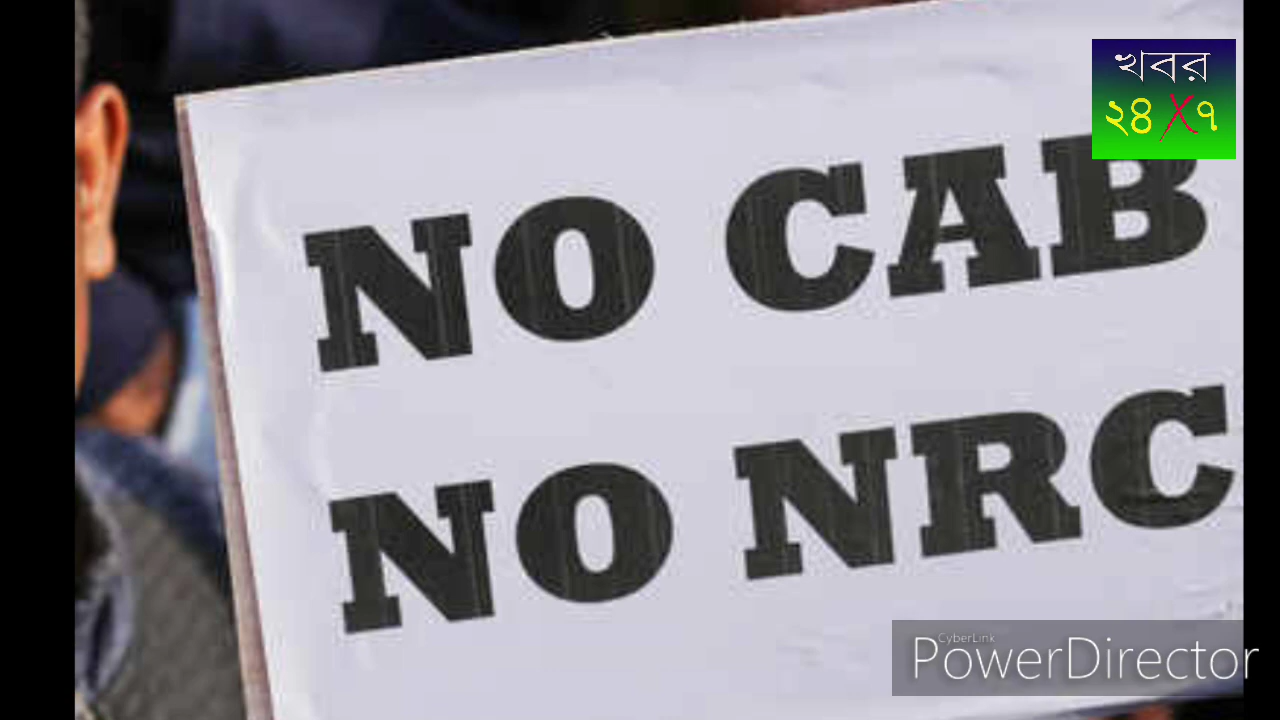 খবর
২৪X৭
NO CAB
NO NRC
CyberLink
PowerDirector